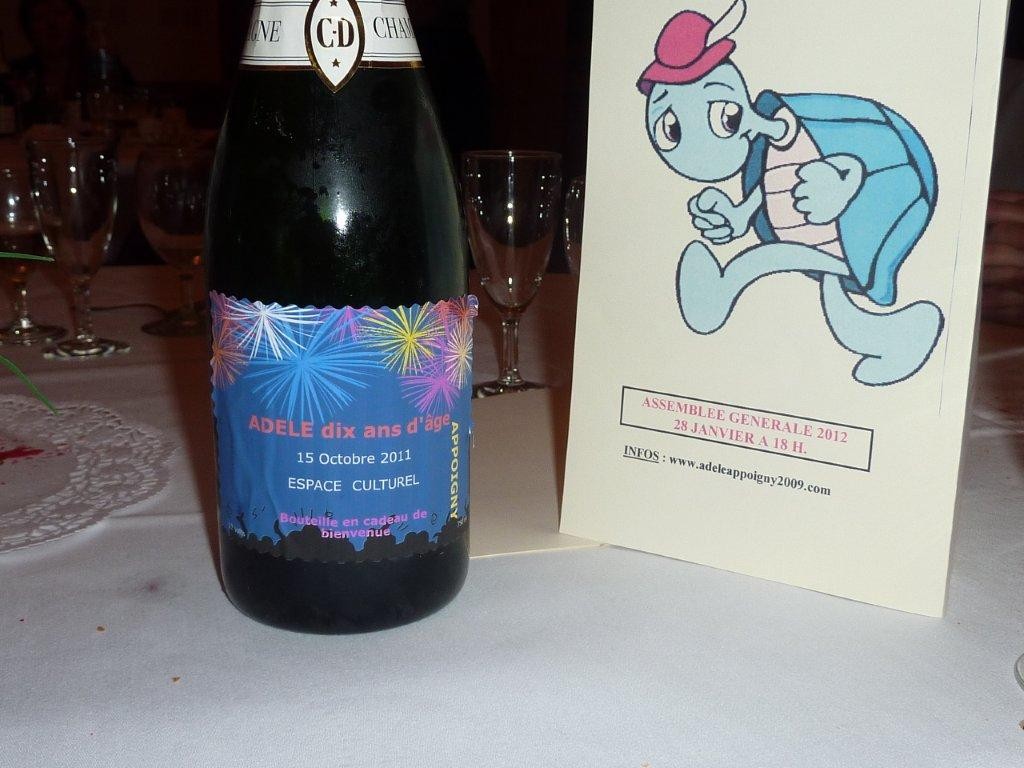 GNE
C·D
CHAM
ADELE dix ans d'âge
15 Octobre 2011
ESPACE CULTUREL
APPOIGNY
Bouteille en cadeau de
bienvenue
ASSEMBLEE GENERALE 2012
28 JANVIER A 18 H.
INFOS : www.adeleappoigny2009.com